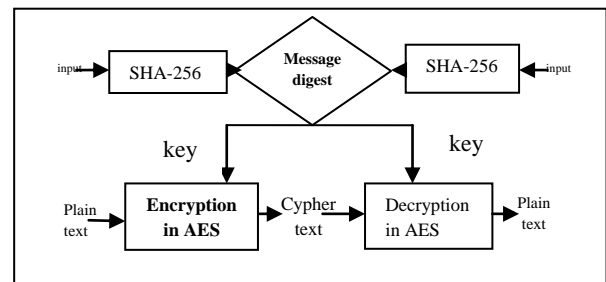 input
SHA-256
Message
digest
SHA-256
input
key
key
Plain
text
Encryption
in AES
Cypher
text
Decryption
in AES
Plain
text